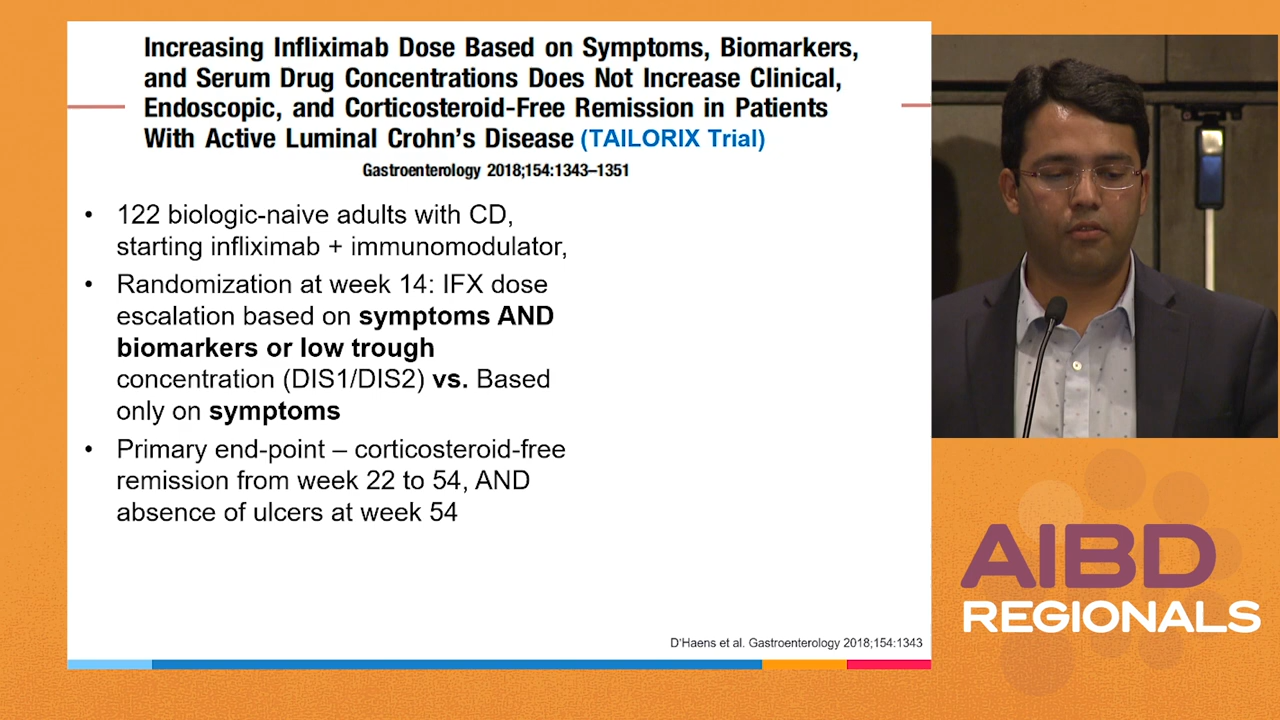 Increasing Infliximab Dose Based on Symptoms, Biomarkers,
and Serum Drug Concentrations Does Not Increase Clinical,
Endoscopic, and Corticosteroid-Free Remission in Patients
With Active Luminal Crohn's Disease (TAILORIX Trial)
Gastroenterology 2018;154:1343–1351
• 122 biologic-naive adults with CD,
starting infliximab + immunomodulator,
• Randomization at week 14: IFX dose
escalation based on symptoms AND
biomarkers or low trough
concentration (DIS1/DIS2) vs. Based
only on symptoms
• Primary end-point – corticosteroid-free
remission from week 22 to 54, AND
absence of ulcers at week 54
D'Haens et al. Gastroenterology 2018;154:1343
AIBD
REGIONALS